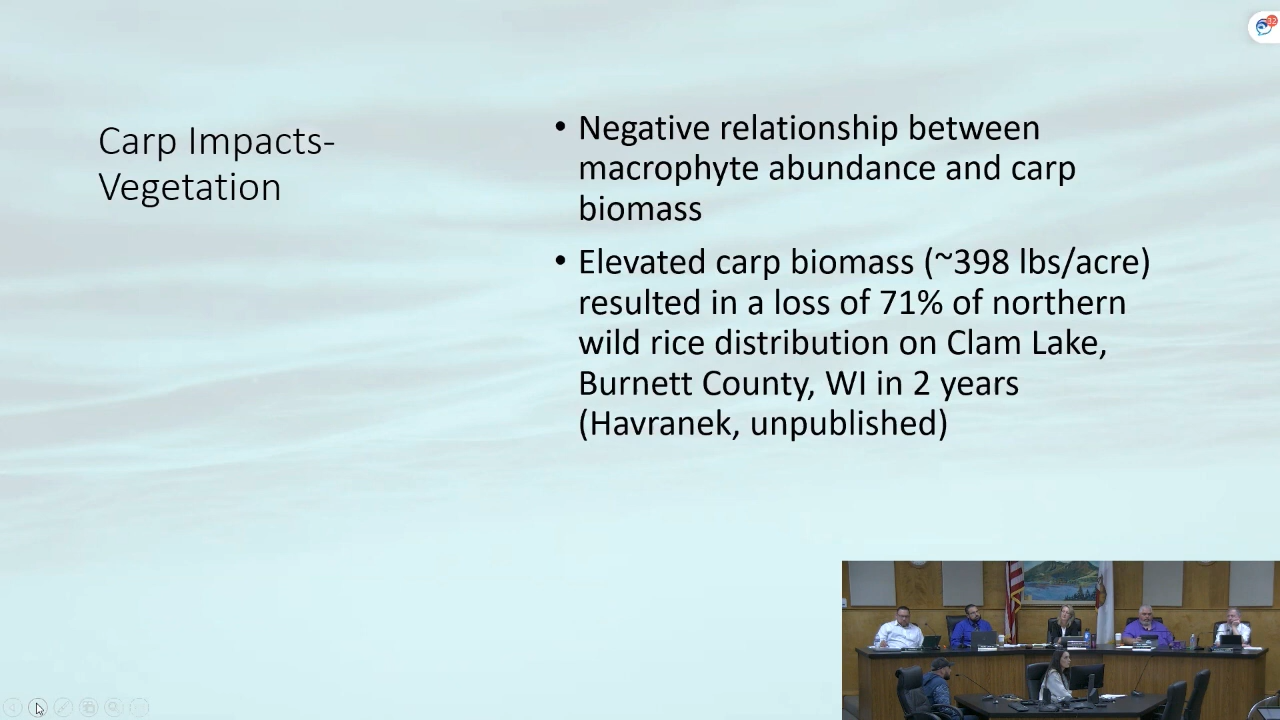 Carp Impacts-
Vegetation
• Negative relationship between
macrophyte abundance and carp
biomass
• Elevated carp biomass (~398 lbs/acre)
resulted in a loss of 71% of northern
wild rice distribution on Clam Lake,
Burnett County, WI in 2 years
(Havranek, unpublished)